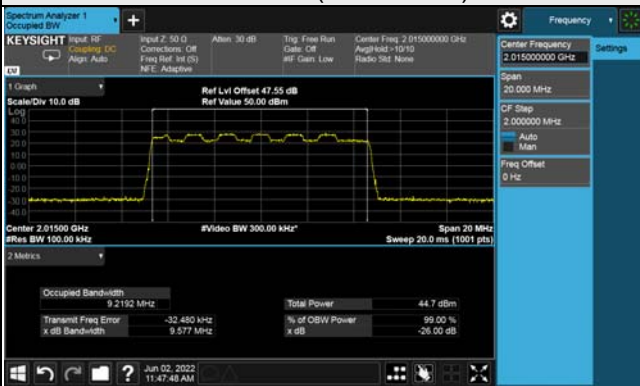 Spectrum Analyzer 1
Occupied BW
+
Frequency
KEYSIGHT
Input: RF
Coupling: DC
Align: Auto
Input Z: 50 Ω
Corrections: Off
Freq Ref: Int (S)
NFE: Adaptive
Atten: 30 dB
Trig: Free Run
Gate: Off
#IF Gain: Low
Center Freq: 2.015000000 GHz
Avg|Hold:>10/10
Radio Std: None
Center Frequency
2.015000000 GHz
Settings
Span
20.000 MHz
CF Step
2.000000 MHz
Auto
Man
Freq Offset
0 Hz
1 Graph
Scale/Div 10.0 dB
Ref Lvl Offset 47.55 dB
Ref Value 50.00 dBm
Log
40.0
30.0
20.0
10.0
0.00
-10.0
-20.0
-30.0
-40.0
Center 2.01500 GHz
#Video BW 300.00 kHz*
Span 20 MHz
#Res BW 100.00 kHz
Sweep 20.0 ms (1001 pts)
2 Metrics
Occupied Bandwidth
9.2192 MHz
Total Power
44.7 dBm
Transmit Freq Error
-32.480 kHz
% of OBW Power
99.00 %
x dB Bandwidth
9.577 MHz
x dB
-26.00 dB
?
Jun 02, 2022
11:47:48 AM